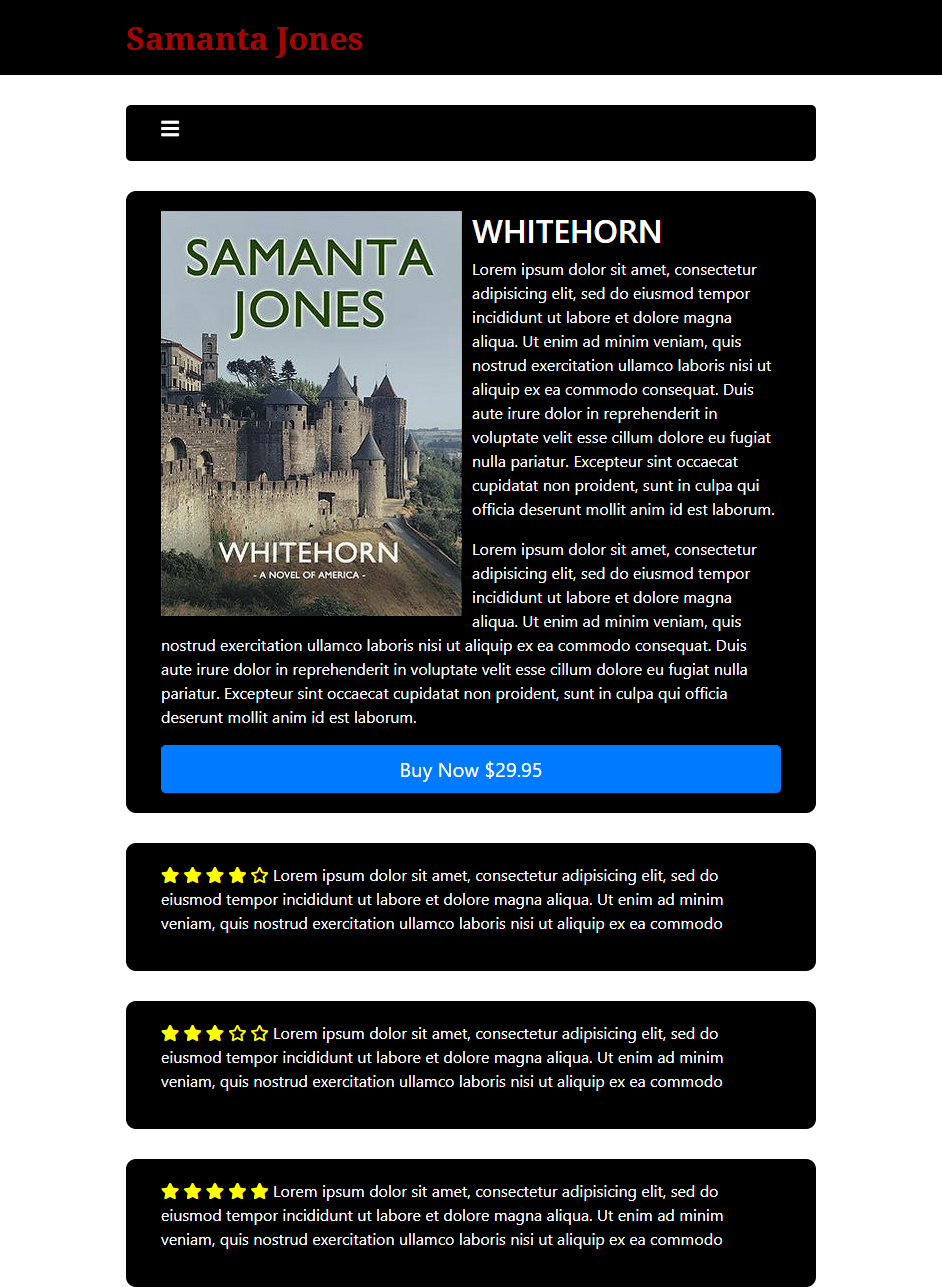 Samanta Jones
SAMANTA
JONES
WHITEHORN
- A NOVEL OF AMERICA -
WHITEHORN
Lorem ipsum dolor sit amet, consectetur
adipisicing elit, sed do eiusmod tempor
incididunt ut labore et dolore magna
aliqua. Ut enim ad minim veniam, quis
nostrud exercitation ullamco laboris nisi ut
aliquip ex ea commodo consequat. Duis
aute irure dolor in reprehenderit in
voluptate velit esse cillum dolore eu fugiat
nulla pariatur. Excepteur sint occaecat
cupidatat non proident, sunt in culpa qui
officia deserunt mollit anim id est laborum.
Lorem ipsum dolor sit amet, consectetur
adipisicing elit, sed do eiusmod tempor
incididunt ut labore et dolore magna
aliqua. Ut enim ad minim veniam, quis
nostrud exercitation ullamco laboris nisi ut aliquip ex ea commodo consequat. Duis
aute irure dolor in reprehenderit in voluptate velit esse cillum dolore eu fugiat nulla
pariatur. Excepteur sint occaecat cupidatat non proident, sunt in culpa qui officia
deserunt mollit anim id est laborum.
Buy Now $29.95
Lorem ipsum dolor sit amet, consectetur adipisicing elit, sed do
eiusmod tempor incididunt ut labore et dolore magna aliqua. Ut enim ad minim
veniam, quis nostrud exercitation ullamco laboris nisi ut aliquip ex ea commodo
Lorem ipsum dolor sit amet, consectetur adipisicing elit, sed do
eiusmod tempor incididunt ut labore et dolore magna aliqua. Ut enim ad minim
veniam, quis nostrud exercitation ullamco laboris nisi ut aliquip ex ea commodo
Lorem ipsum dolor sit amet, consectetur adipisicing elit, sed do
eiusmod tempor incididunt ut labore et dolore magna aliqua. Ut enim ad minim
veniam, quis nostrud exercitation ullamco laboris nisi ut aliquip ex ea commodo